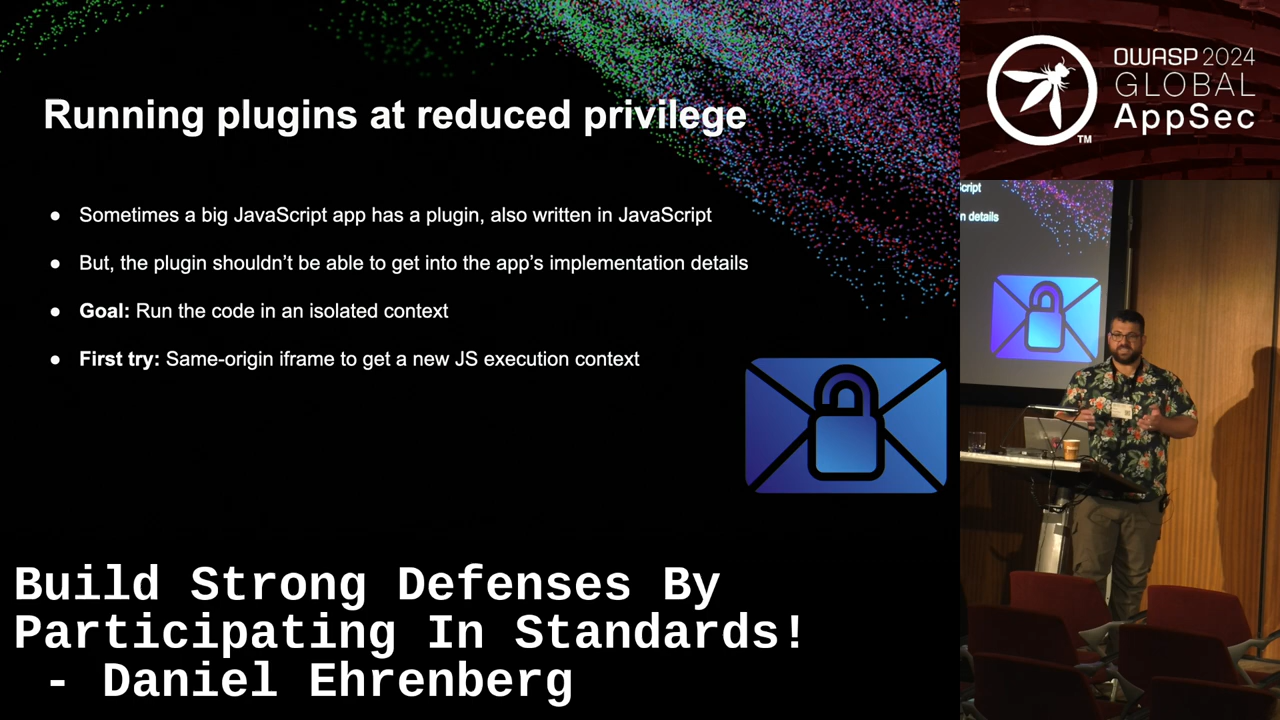 Running plugins at reduced privilege
● Sometimes a big JavaScript app has a plugin, also written in JavaScript
● But, the plugin shouldn’t be able to get into the app’s implementation details
● Goal: Run the code in an isolated context
● First try: Same-origin iframe to get a new JS execution context
Build Strong Defenses By
Participating In Standards!
- Daniel Ehrenberg
OWASP 2024
GLOBAL
AppSec
TM
Script
n details